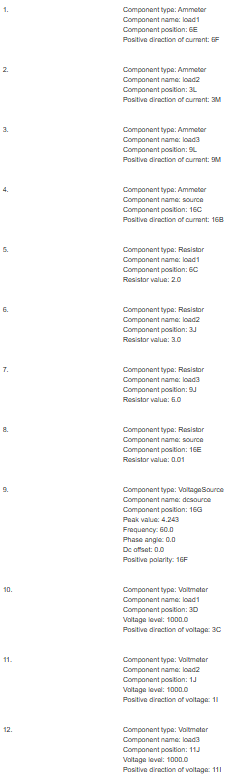 1.
Component type: Ammeter
Component name: load1
Component position: 6E
Positive direction of current: 6F
2.
Component type: Ammeter
Component name: load2
Component position: 3L
Positive direction of current: 3M
3.
Component type: Ammeter
Component name: load3
Component position: 9L
Positive direction of current: 9M
4.
Component type: Ammeter
Component name: source
Component position: 16C
Positive direction of current: 16B
5.
Component type: Resistor
Component name: load1
Component position: 6C
Resistor value: 2.0
6.
Component type: Resistor
Component name: load2
Component position: 3J
Resistor value: 3.0
7.
Component type: Resistor
Component name: load3
Component position: 9J
Resistor value: 6.0
8.
Component type: Resistor
Component name: source
Component position: 16E
Resistor value: 0.01
9.
Component type: VoltageSource
Component name: dcsource
Component position: 16G
Peak value: 4.243
Frequency: 60.0
Phase angle: 0.0
Dc offset: 0.0
Positive polarity: 16F
10.
Component type: Voltmeter
Component name: load1
Component position: 3D
Voltage level: 1000.0
Positive direction of voltage: 3C
11.
Component type: Voltmeter
Component name: load2
Component position: 1J
Voltage level: 1000.0
Positive direction of voltage: 1I
12.
Component type: Voltmeter
Component name: load3
Component position: 11J
Voltage level: 1000.0
Positive direction of voltage: 11I